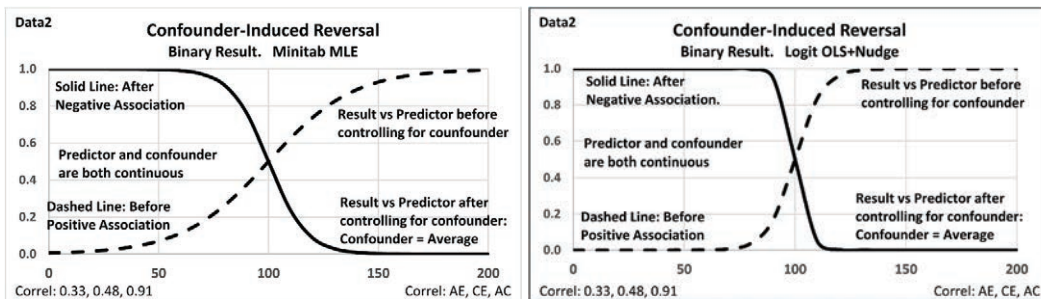 Data2
Confounder-Induced Reversal
Binary Result. Minitab MLE
1.0
0.8
0.6
0.4
0.2
0.0
Solid Line: After
Negative Association
Result vs Predictor before
controlling for counfounder
Predictor and confounder
are both continuous
Dashed Line: Before
Positive Association
Result vs Predictor after
controlling for confounder:
Confounder = Average
0
50
100
150
200
Correl: 0.33, 0.48, 0.91
Correl: AE, CE, AC
Data2
Confounder-Induced Reversal
Binary Result. Logit OLS+Nudge
1.0
0.8
0.6
0.4
0.2
0.0
Solid Line: After
Negative Association.
Result vs Predictor before
controlling for confounder
Predictor and confounder
are both continuous
Dashed Line: Before
Positive Association
Result vs Predictor after
controlling for confounder:
Confounder = Average
0
50
100
150
200
Correl: 0.33, 0.48, 0.91
Correl: AE, CE, AC